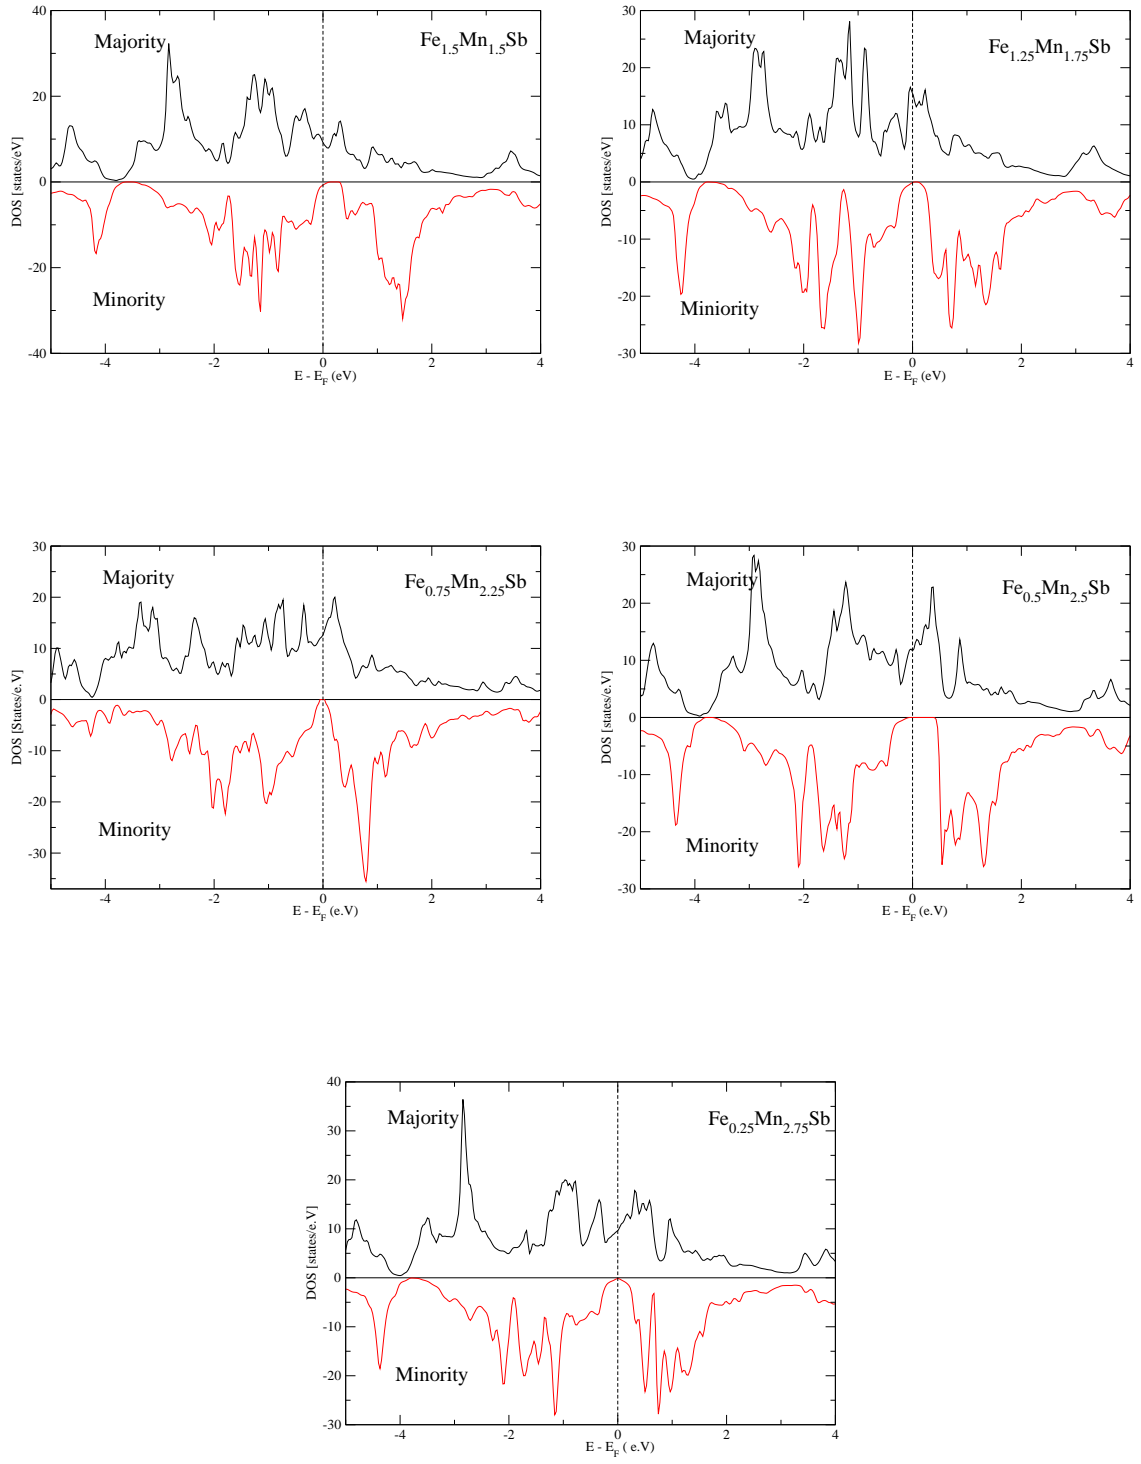 40
Majority
Fe1.5Mn1.5Sb
20
DOS [states/eV]
0
-20
Minority
-40
-4 -2 0 2 4
E - EF (eV)
30
Majority
Fe1.25Mn1.75Sb
20
10
DOS [states/eV]
0
-10
-20
Miniority
-30
-4 -2 0 2 4
E - EF (eV)
30
Majority
Fe0.75Mn2.25Sb
20
10
DOS [States/e.V]
0
-10
-20
Minority
-30
-4 -2 0 2 4
E - EF (e.V)
30
Majority
Fe0.5Mn2.5Sb
20
10
DOS [states/e.V]
0
-10
-20
Minority
-30
-4 -2 0 2 4
E - EF (e.V)
40
Majority
Fe0.25Mn2.75Sb
30
20
10
DOS [states/e.V]
0
-10
-20
Minority
-30
-4 -2 0 2 4
E - EF ( e.V)